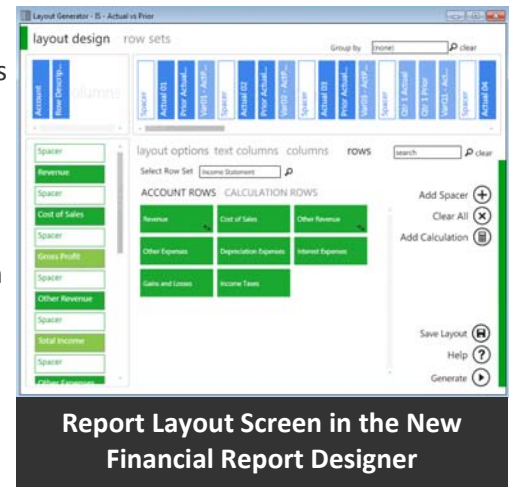 Layout Generator - IS - Actual vs Prior
layout design row sets
Group by (none) clear
Account
Row Descrip...
columns
Spacer
Actual 01
Prior Actual...
Var01 - ActP...
Spacer
Actual 02
Prior Actual...
Var02 - ActP...
Spacer
Actual 03
Prior Actual...
Var03 - ActP...
Spacer
Qtr 1 Actual
Qtr 1 Prior
VarQ1 - Act...
Spacer
Actual 04
s
Spacer
Revenue
Spacer
Cost of Sales
Spacer
Gross Profit
Spacer
Other Revenue
Spacer
Total Income
Spacer
Other Expenses
layout options text columns columns rows search clear
Select Row Set Income Statement
ACCOUNT ROWS CALCULATION ROWS
Revenue Cost of Sales Other Revenue
Other Expenses Depreciation Expenses Interest Expenses
Gains and Losses Income Taxes
Add Spacer
Clear All
Add Calculation
Save Layout
Help
Generate
Report Layout Screen in the New
Financial Report Designer